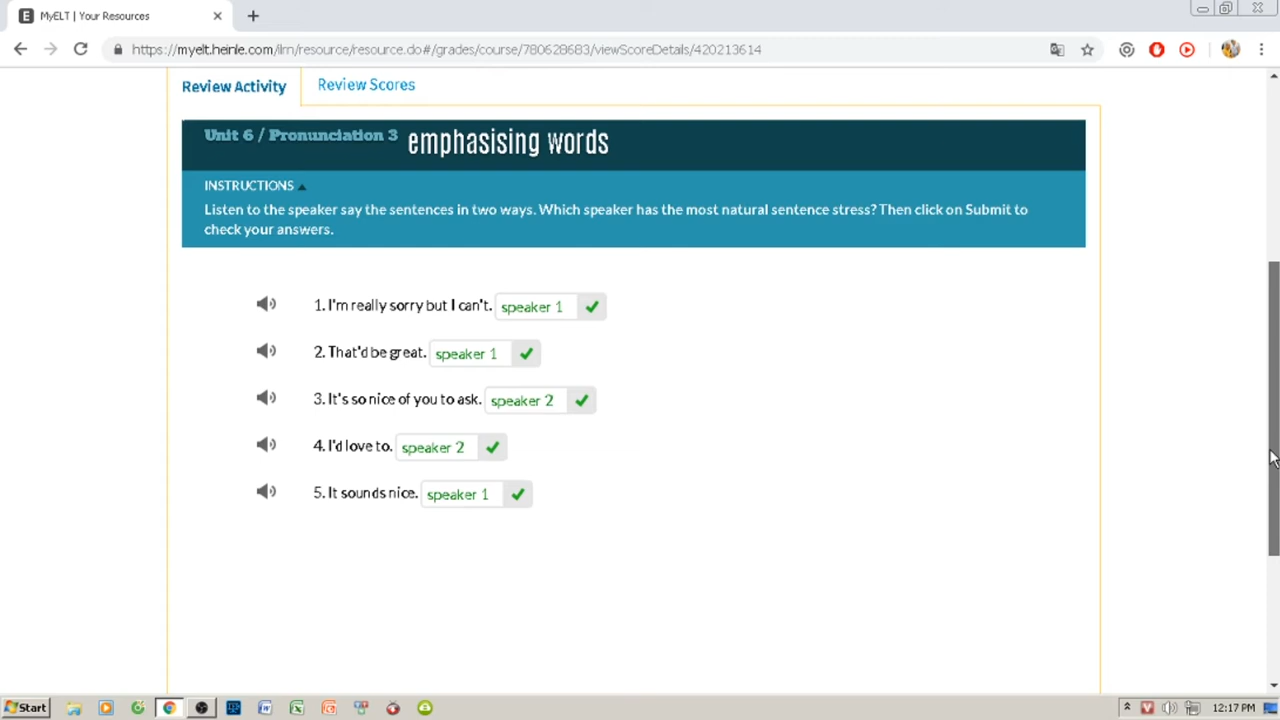 MyELT | Your Resources
https://myelt.heinle.com/ilrn/resource/resource.do#/grades/course/780628683/viewScoreDetails/420213614
Review Activity
Review Scores
Unit 6 / Pronunciation 3 emphasising words
INSTRUCTIONS
Listen to the speaker say the sentences in two ways. Which speaker has the most natural sentence stress? Then click on Submit to
check your answers.
1. I'm really sorry but I can't. speaker 1
2. That'd be great. speaker 1
3. It's so nice of you to ask. speaker 2
4. I'd love to. speaker 2
5. It sounds nice. speaker 1
Start
12:17 PM